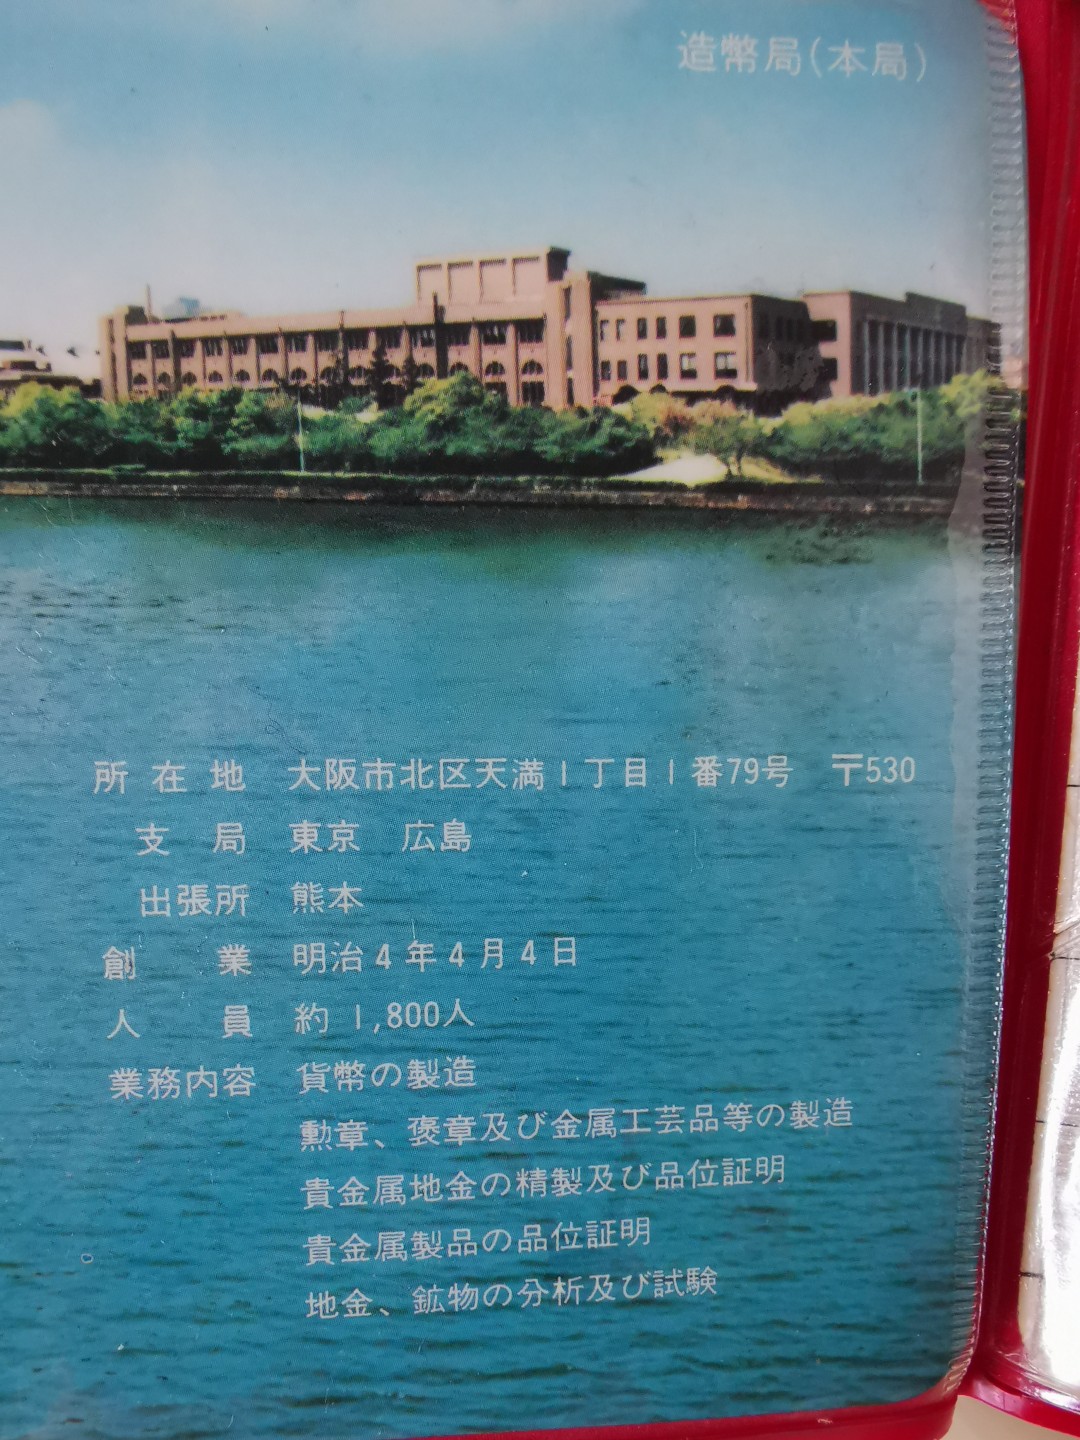 造幣局(本局)
所在地 大阪市北区天満1丁目1番79号 〒530
支局 東京 広島
出張所 熊本
創業 明治4年4月4日
人員 約1,800人
業務内容 貨幣の製造
勲章、褒章及び金属工芸品等の製造
貴金属地金の精製及び品位証明
貴金属製品の品位証明
地金、鉱物の分析及び試験